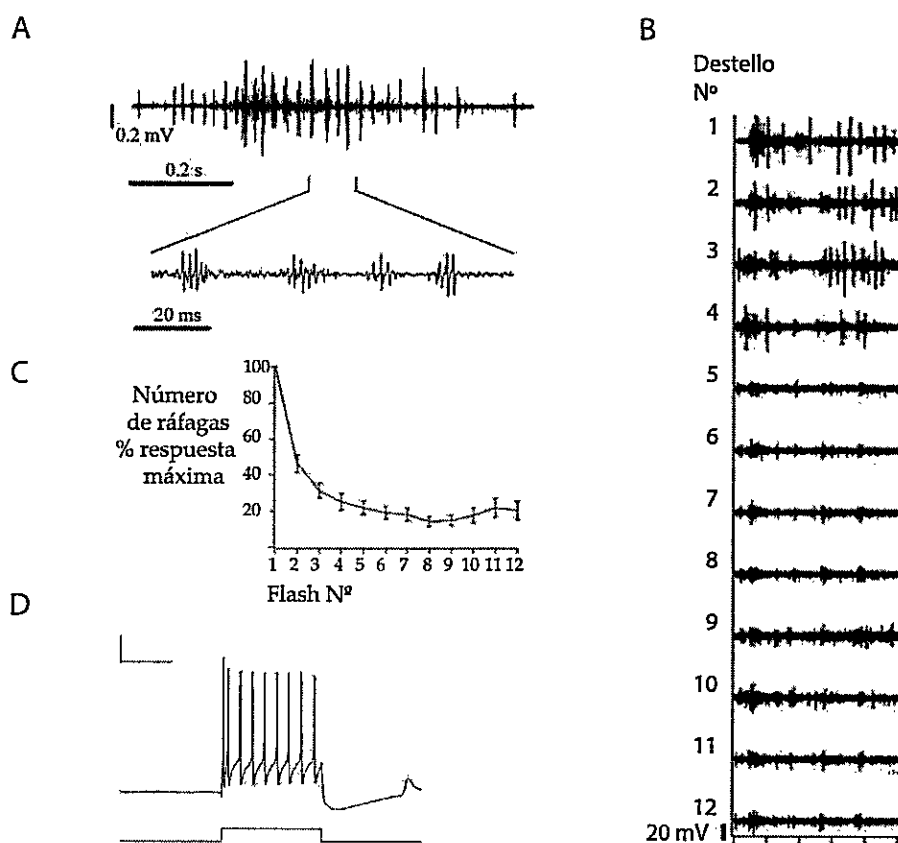 A
0.2 mV
0.2 s
20 ms
B
Destello
Nº
1
2
3
4
5
6
7
8
9
10
11
12
20 mV
C
Número
de ráfagas
% respuesta
máxima
100
80
60
40
20
1 2 3 4 5 6 7 8 9 10 11 12
Flash Nº
D